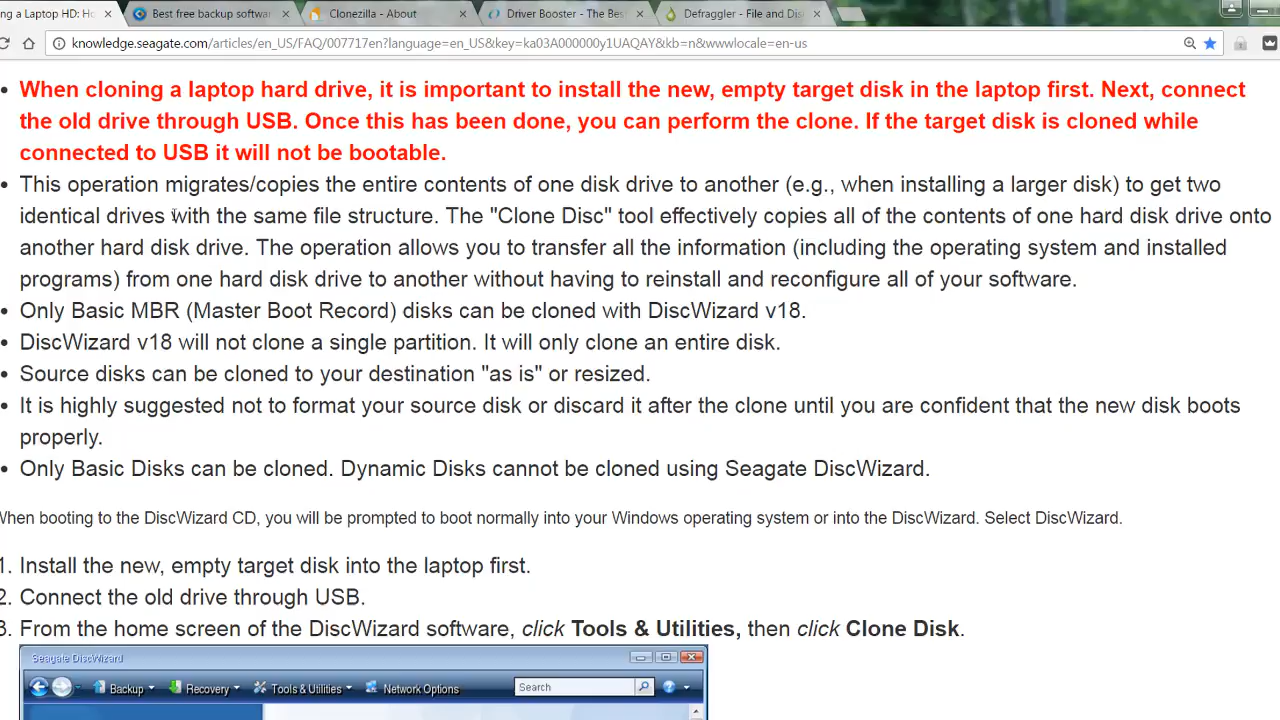 ng a Laptop HD: Ho
Best free backup softwa
Clonezilla - About
Driver Booster - The Bes
Defraggler - File and Dis
knowledge.seagate.com/articles/en_US/FAQ/007717en?language=en_US&key=ka03A000000y1UAQAY&kb=n&wwwlocale=en-us
• When cloning a laptop hard drive, it is important to install the new, empty target disk in the laptop first. Next, connect
the old drive through USB. Once this has been done, you can perform the clone. If the target disk is cloned while
connected to USB it will not be bootable.
• This operation migrates/copies the entire contents of one disk drive to another (e.g., when installing a larger disk) to get two
identical drives with the same file structure. The "Clone Disc" tool effectively copies all of the contents of one hard disk drive onto
another hard disk drive. The operation allows you to transfer all the information (including the operating system and installed
programs) from one hard disk drive to another without having to reinstall and reconfigure all of your software.
• Only Basic MBR (Master Boot Record) disks can be cloned with DiscWizard v18.
• DiscWizard v18 will not clone a single partition. It will only clone an entire disk.
• Source disks can be cloned to your destination "as is" or resized.
• It is highly suggested not to format your source disk or discard it after the clone until you are confident that the new disk boots
properly.
• Only Basic Disks can be cloned. Dynamic Disks cannot be cloned using Seagate DiscWizard.
When booting to the DiscWizard CD, you will be prompted to boot normally into your Windows operating system or into the DiscWizard. Select DiscWizard.
1. Install the new, empty target disk into the laptop first.
2. Connect the old drive through USB.
3. From the home screen of the DiscWizard software, click Tools & Utilities, then click Clone Disk.
Seagate DiscWizard
Backup
Recovery
Tools & Utilities
Network Options
Search